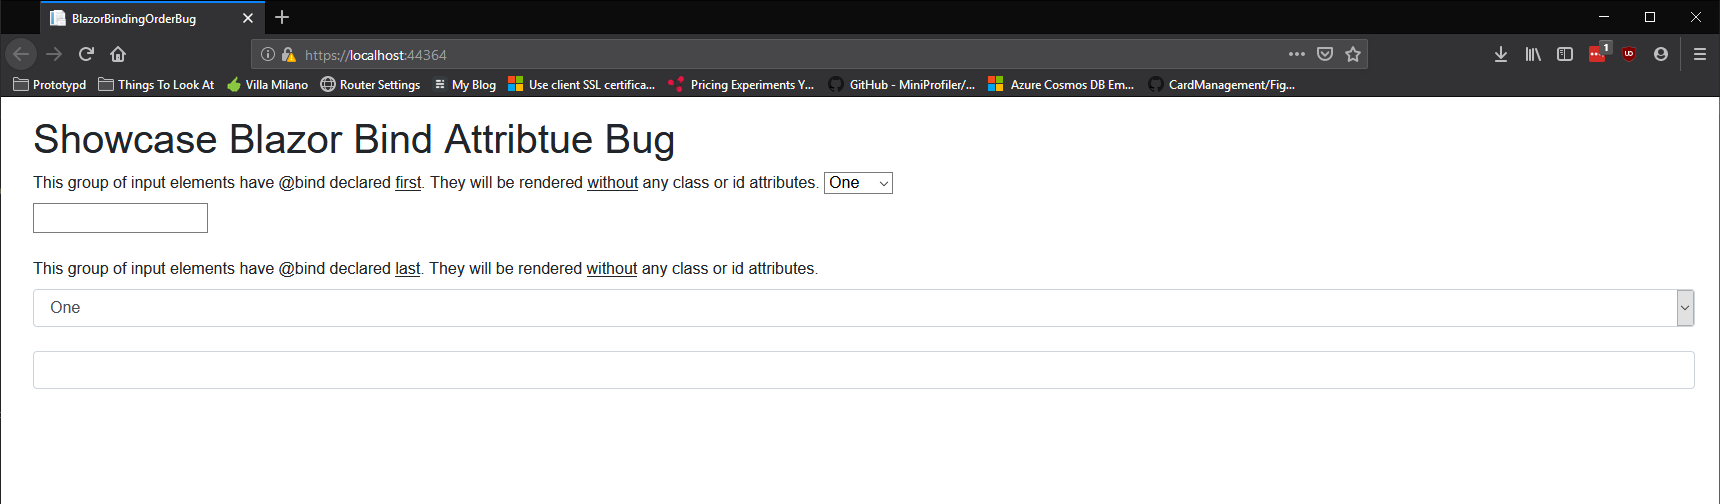 BlazorBindingOrderBug
https://localhost:44364
1
Prototypd Things To Look At Villa Milano Router Settings My Blog Use client SSL certifica... Pricing Experiments Y... GitHub - MiniProfiler/... Azure Cosmos DB Em... CardManagement/Fig...
Showcase Blazor Bind Attribtue Bug
This group of input elements have @bind declared first. They will be rendered without any class or id attributes. One
This group of input elements have @bind declared last. They will be rendered without any class or id attributes.
One